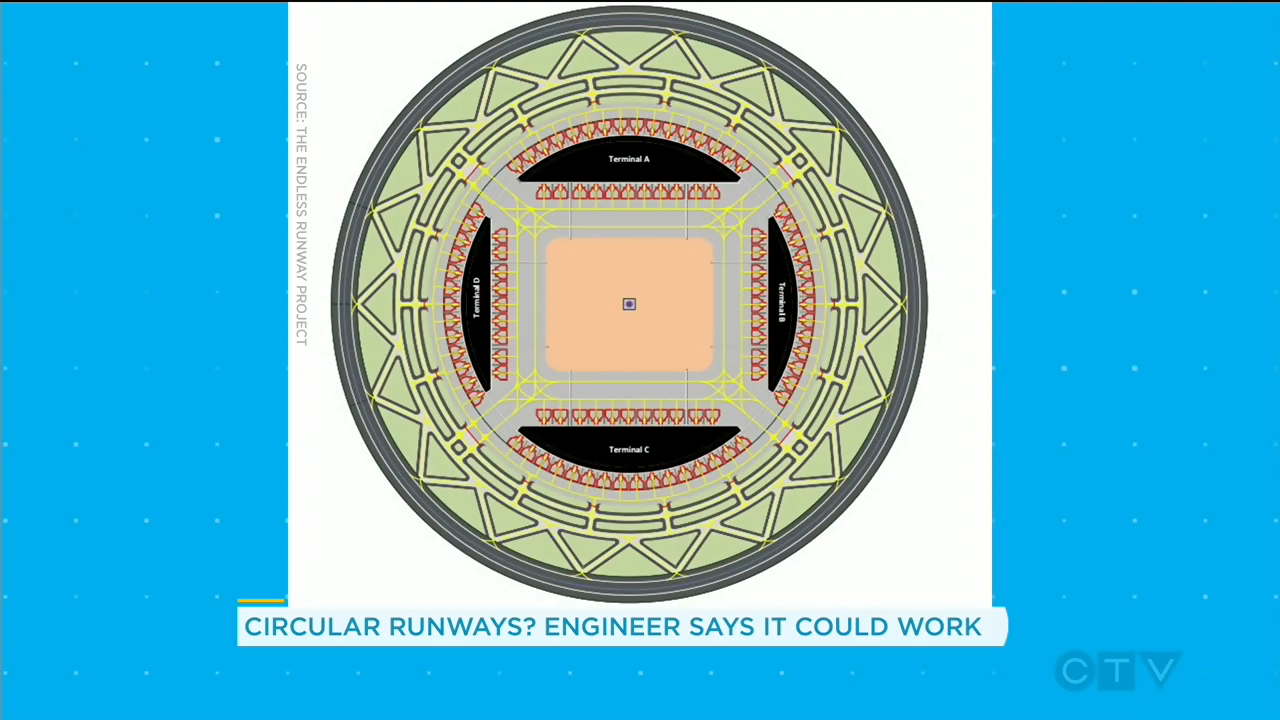 SOURCE: THE ENDLESS RUNWAY PROJECT
Terminal A
Terminal D
Terminal B
Terminal C
CIRCULAR RUNWAYS? ENGINEER SAYS IT COULD WORK
CTV